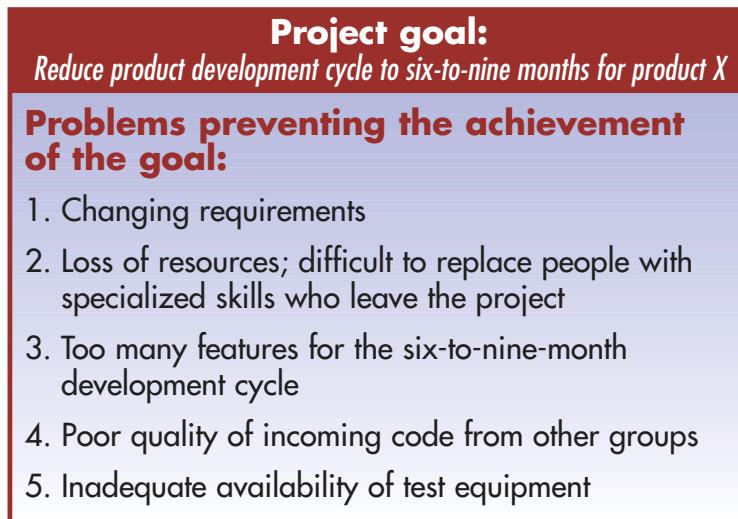 Project goal:
Reduce product development cycle to six-to-nine months for product X
Problems preventing the achievement
of the goal:
1. Changing requirements
2. Loss of resources; difficult to replace people with
specialized skills who leave the project
3. Too many features for the six-to-nine-month
development cycle
4. Poor quality of incoming code from other groups
5. Inadequate availability of test equipment